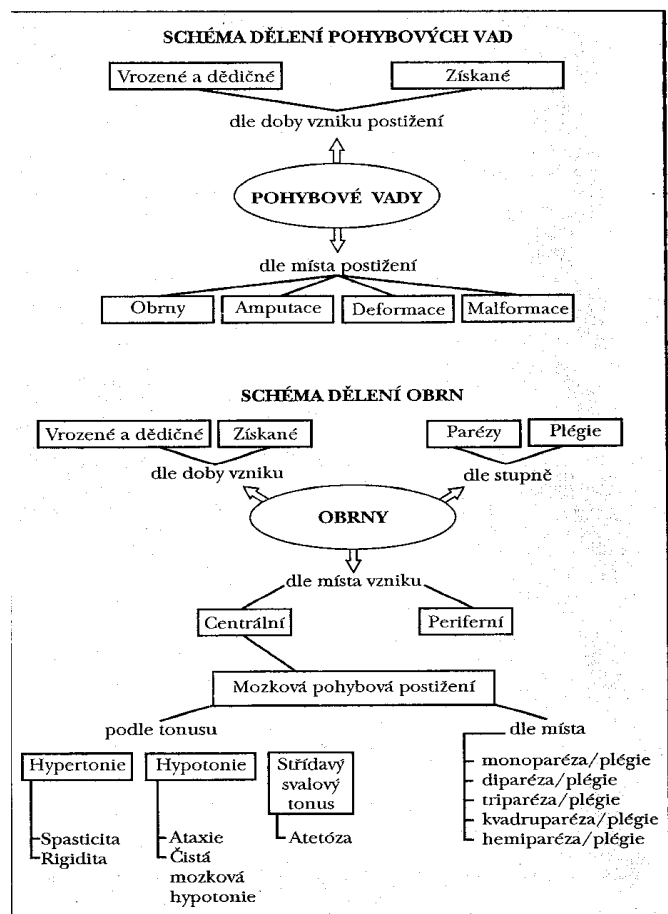 SCHÉMA DĚLENÍ POHYBOVÝCH VAD
Vrozené a dědičné
Získané
dle doby vzniku postižení
POHYBOVÉ VADY
dle místa postižení
Obrny
Amputace
Deformace
Malformace
SCHÉMA DĚLENÍ OBRN
Vrozené a dědičné
Získané
Parézy
Plégie
dle doby vzniku
dle stupně
OBRNY
dle místa vzniku
Centrální
Periferní
Mozková pohybová postižení
podle tonusu
dle místa
Hypertonie
Hypotonie
Střídavý
svalový
tonus
Spasticita
Rigidita
Ataxie
Čistá
mozková
hypotonie
Atetóza
monoparéza/plégie
diparéza/plégie
triparéza/plégie
kvadruparéza/plégie
hemiparéza/plégie